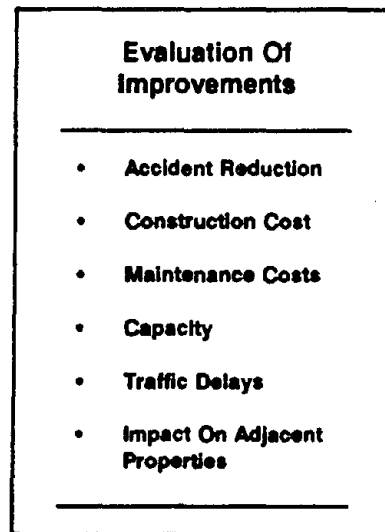 Evaluation Of
Improvements
• Accident Reduction
• Construction Cost
• Maintenance Costs
• Capacity
• Traffic Delays
• Impact On Adjacent
Properties